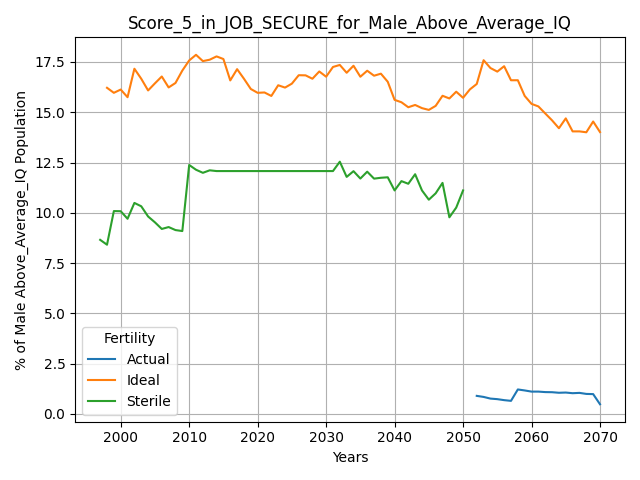 Score_5_in_JOB_SECURE_for_Male_Above_Average_IQ
% of Male Above_Average_IQ Population
17.5
15.0
12.5
10.0
7.5
5.0
2.5
0.0
Fertility
Actual
Ideal
Sterile
2000 2010 2020 2030 2040 2050 2060 2070
Years